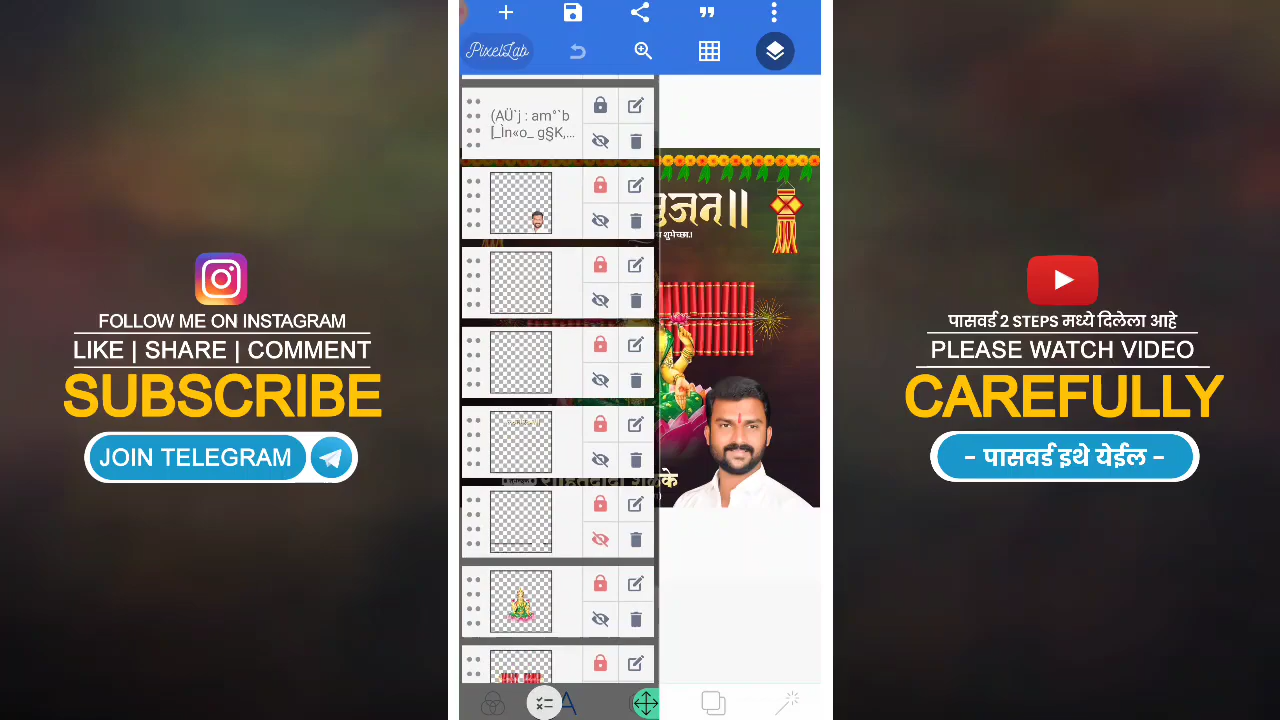 PixelLab
(AÜ`j : am°`b
[_Ìn«o_ g§K,...
FOLLOW ME ON INSTAGRAM
LIKE | SHARE | COMMENT
SUBSCRIBE
JOIN TELEGRAM
पासवर्ड 2 STEPS मध्ये दिलेला आहे
PLEASE WATCH VIDEO
CAREFULLY
- पासवर्ड इथे येईल -